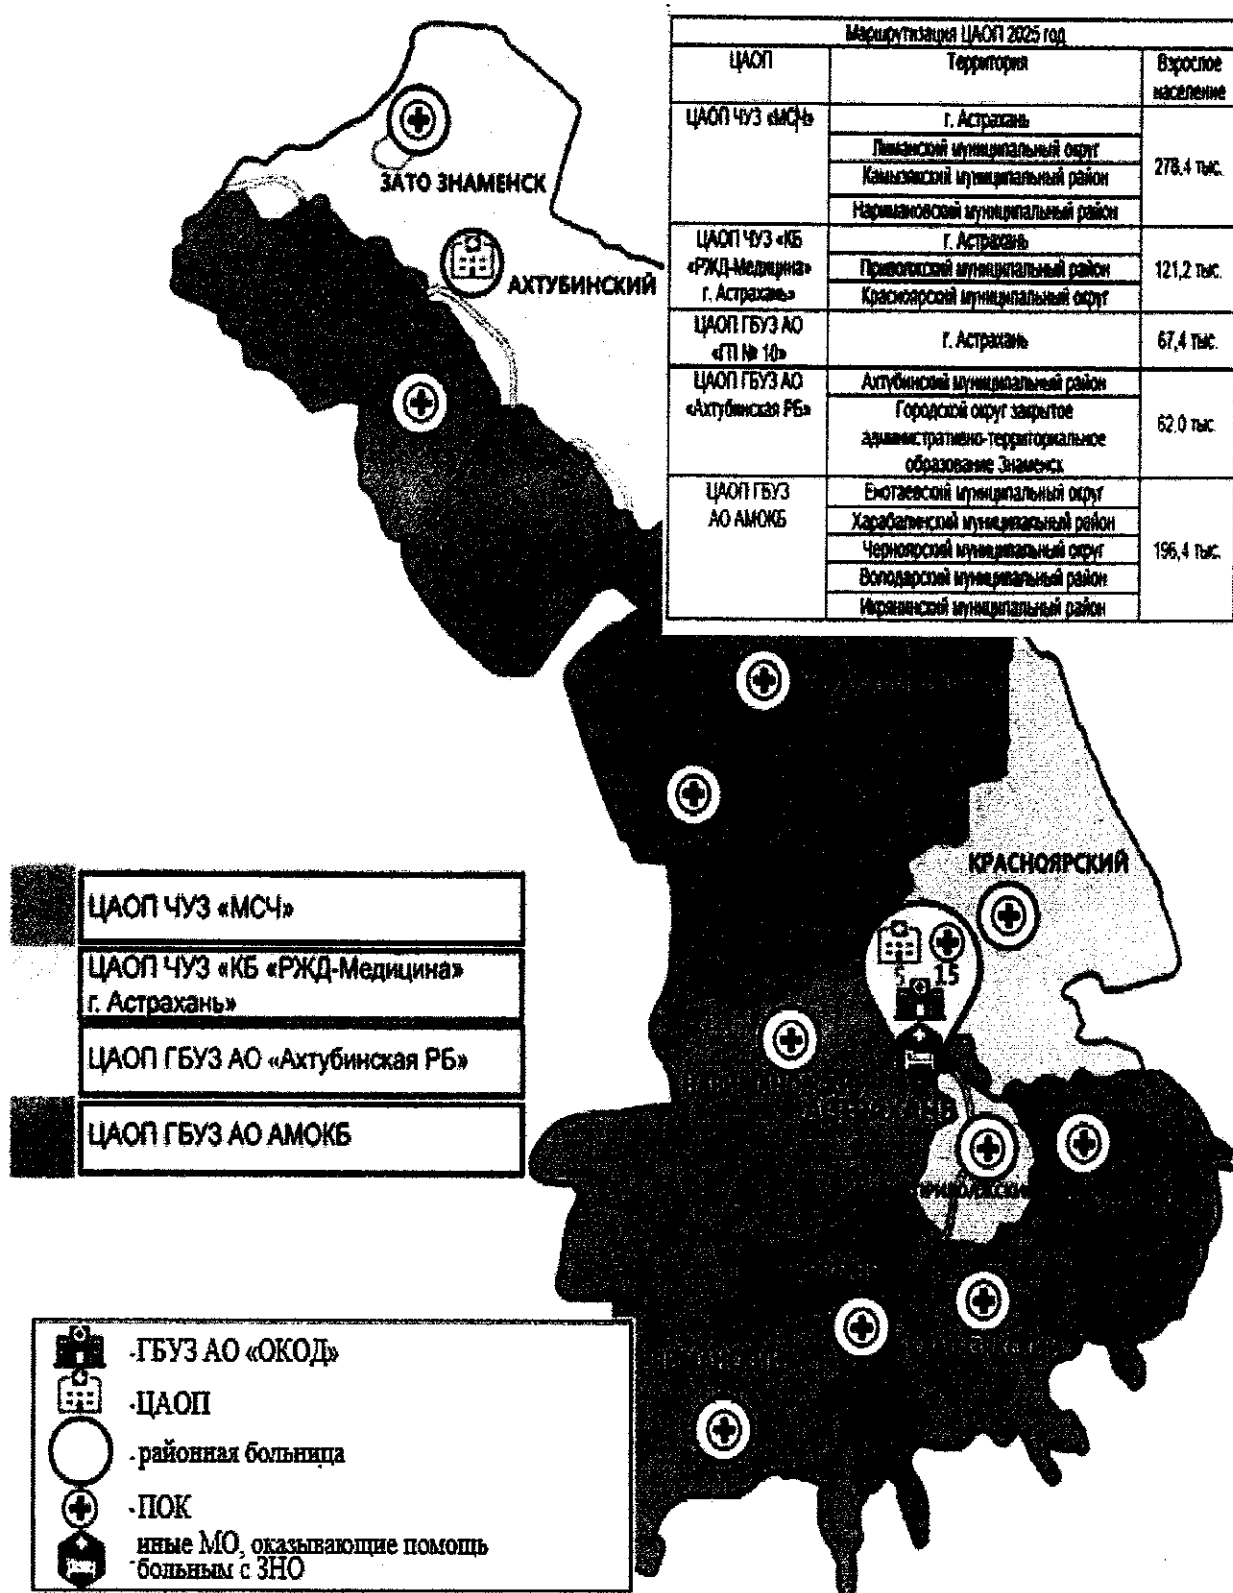 Маршрутизация ЦАОП 2025 год
ЦАОП
Территория
Взрослое
население
ЦАОП ЧУЗ «МСЧ»
г. Астрахань
Лиманский муниципальный округ
Камызякский муниципальный район
Наримановский муниципальный район
278,4 тыс.
ЦАОП ЧУЗ «КБ
«РЖД-Медицина»
г. Астрахань»
г. Астрахань
Приволжский муниципальный район
Красноярский муниципальный округ
121,2 тыс.
ЦАОП ГБУЗ АО
«ГП № 10»
г. Астрахань
67,4 тыс.
ЦАОП ГБУЗ АО
«Ахтубинская РБ»
Ахтубинский муниципальный район
Городской округ закрытое
административно-территориальное
образование Знаменск
62,0 тыс.
ЦАОП ГБУЗ
АО АМОКБ
Енотаевский муниципальный округ
Харабалинский муниципальный район
Черноярский муниципальный округ
Володарский муниципальный район
Икрянинский муниципальный район
196,4 тыс.
ЗАТО ЗНАМЕНСК
АХТУБИНСКИЙ
КРАСНОЯРСКИЙ
5
15
ПРИВОЛЖСКИЙ
ЦАОП ЧУЗ «МСЧ»
ЦАОП ЧУЗ «КБ «РЖД-Медицина»
г. Астрахань»
ЦАОП ГБУЗ АО «Ахтубинская РБ»
ЦАОП ГБУЗ АО АМОКБ
-ГБУЗ АО «ОКОД»
-ЦАОП
- районная больница
-ПОК
иные МО, оказывающие помощь
- больным с ЗНО